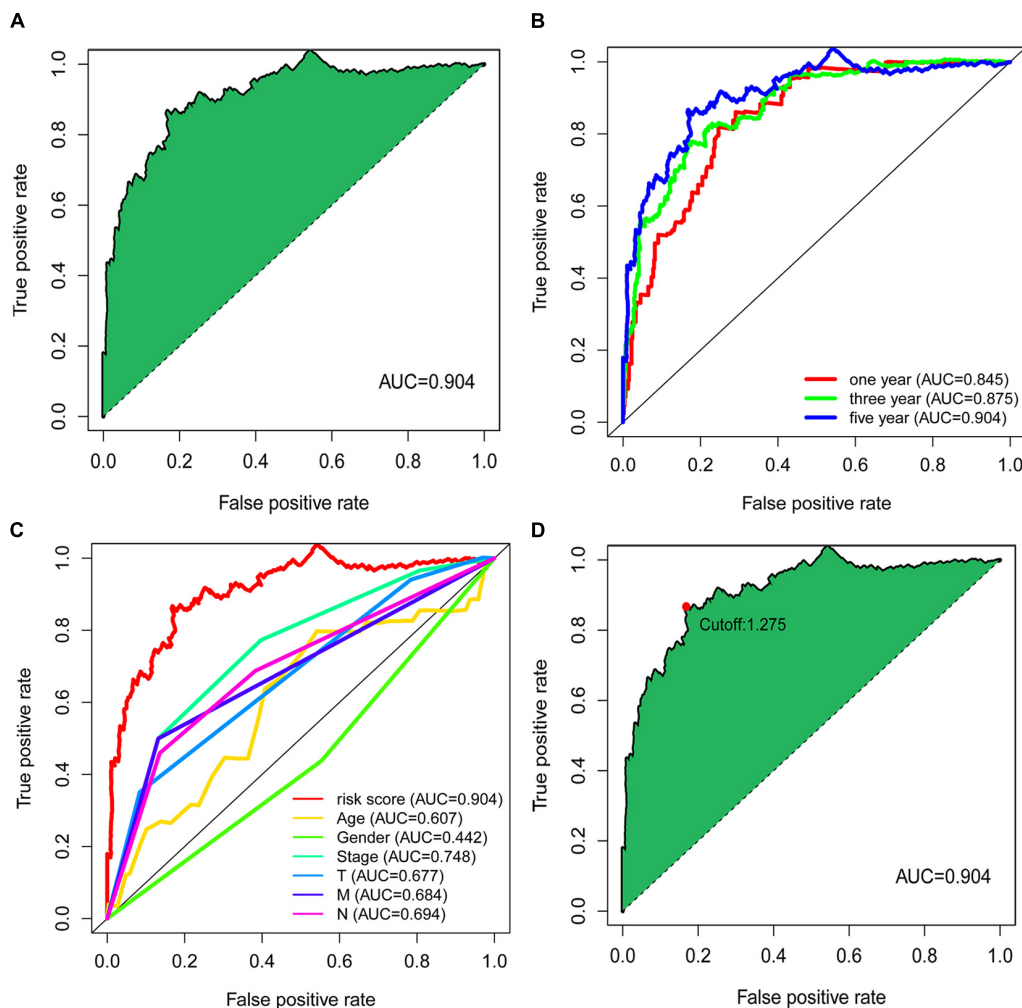 A
True positive rate
0.0 0.2 0.4 0.6 0.8 1.0
AUC=0.904
0.0 0.2 0.4 0.6 0.8 1.0
False positive rate
B
True positive rate
0.0 0.2 0.4 0.6 0.8 1.0
one year (AUC=0.845)
three year (AUC=0.875)
five year (AUC=0.904)
0.0 0.2 0.4 0.6 0.8 1.0
False positive rate
C
True positive rate
0.0 0.2 0.4 0.6 0.8 1.0
risk score (AUC=0.904)
Age (AUC=0.607)
Gender (AUC=0.442)
Stage (AUC=0.748)
T (AUC=0.677)
M (AUC=0.684)
N (AUC=0.694)
0.0 0.2 0.4 0.6 0.8 1.0
False positive rate
D
True positive rate
0.0 0.2 0.4 0.6 0.8 1.0
Cutoff:1.275
AUC=0.904
0.0 0.2 0.4 0.6 0.8 1.0
False positive rate